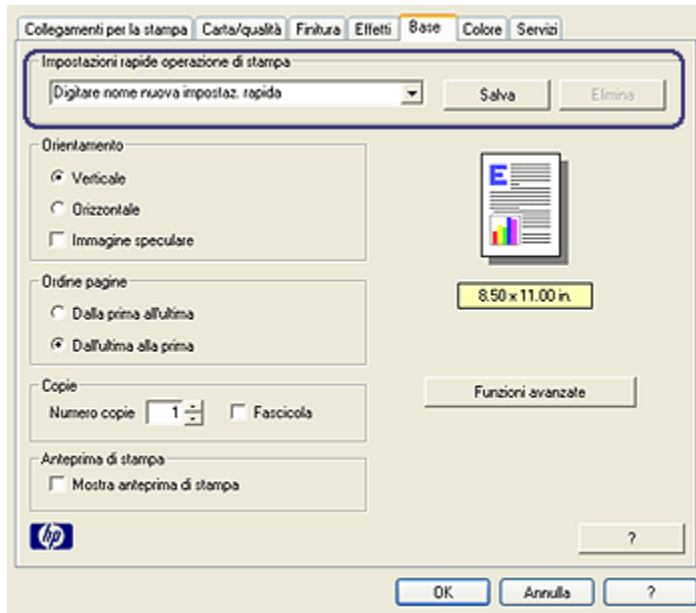 Collegamenti per la stampa Carta/qualità Finitura Effetti Base Colore Servizi
Impostazioni rapide operazione di stampa
Digitare nome nuova impostaz. rapida Salva Elimina
Orientamento
Verticale
Orizzontale
Immagine speculare
E
Ordine pagine
8.50 x 11.00 in.
Dalla prima all'ultima
Dall'ultima alla prima
Copie
Numero copie 1 Fascicola
Funzioni avanzate
Anteprima di stampa
Mostra anteprima di stampa
hp
?
OK Annulla ?